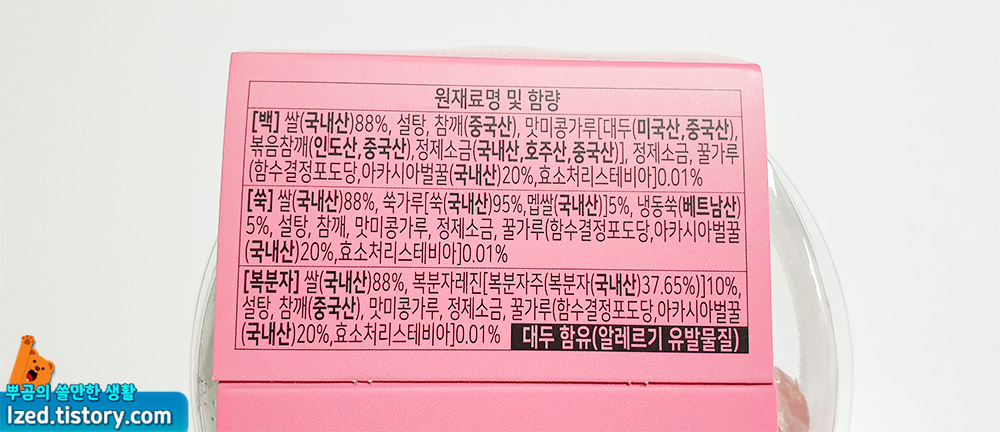 원재료명 및 함량
[백] 쌀(국내산)88%, 설탕, 참깨(중국산), 맛미콩가루[대두(미국산,중국산),
볶음참깨(인도산,중국산),정제소금(국내산,호주산,중국산)], 정제소금, 꿀가루
(함수결정포도당,아카시아벌꿀(국내산)20%,효소처리스테비아]0.01%
[쑥] 쌀(국내산)88%, 쑥가루[쑥(국내산)95%,멥쌀(국내산)]5%, 냉동쑥(베트남산)
5%, 설탕, 참깨, 맛미콩가루, 정제소금, 꿀가루(함수결정포도당,아카시아벌꿀
(국내산)20%,효소처리스테비아]0.01%
[복분자] 쌀(국내산)88%, 복분자레진[복분자주(복분자(국내산)37.65%)]10%,
설탕, 참깨(중국산), 맛미콩가루, 정제소금, 꿀가루(함수결정포도당,아카시아벌꿀
(국내산)20%,효소처리스테비아]0.01% 대두 함유(알레르기 유발물질)
뿌곰의 쓸만한 생활
lzed.tistory.com